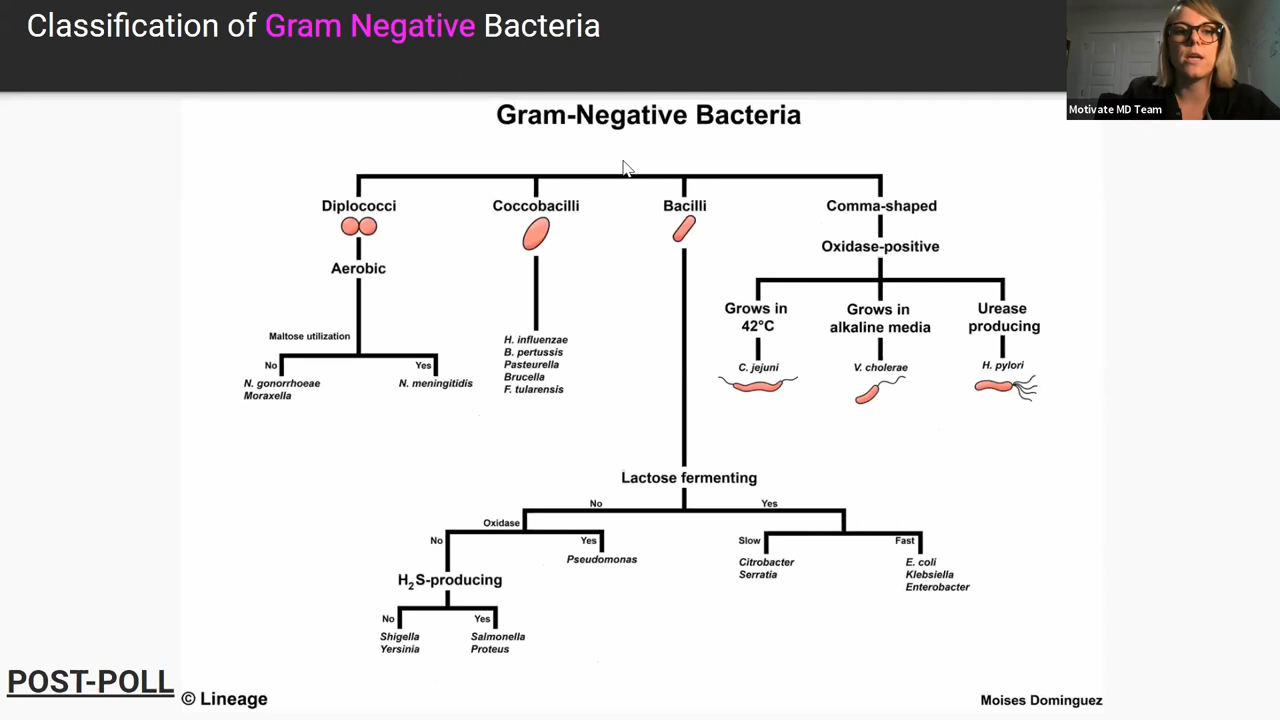 Classification of Gram Negative Bacteria
Motivate MD Team
Gram-Negative Bacteria
Diplococci
Coccobacilli
Bacilli
Comma-shaped
Oxidase-positive
Aerobic
Grows in
42°C
Grows in
alkaline media
Urease
producing
Maltose utilization
No
Yes
N. gonorrhoeae
Moraxella
N. meningitidis
H. influenzae
B. pertussis
Pasteurella
Brucella
F. tularensis
C. jejuni
V. cholerae
H. pylori
Lactose fermenting
No
Yes
Oxidase
No
Yes
Pseudomonas
Slow
Fast
Citrobacter
Serratia
E. coli
Klebsiella
Enterobacter
H2S-producing
No
Yes
Shigella
Yersinia
Salmonella
Proteus
POST-POLL
© Lineage
Moises Dominguez